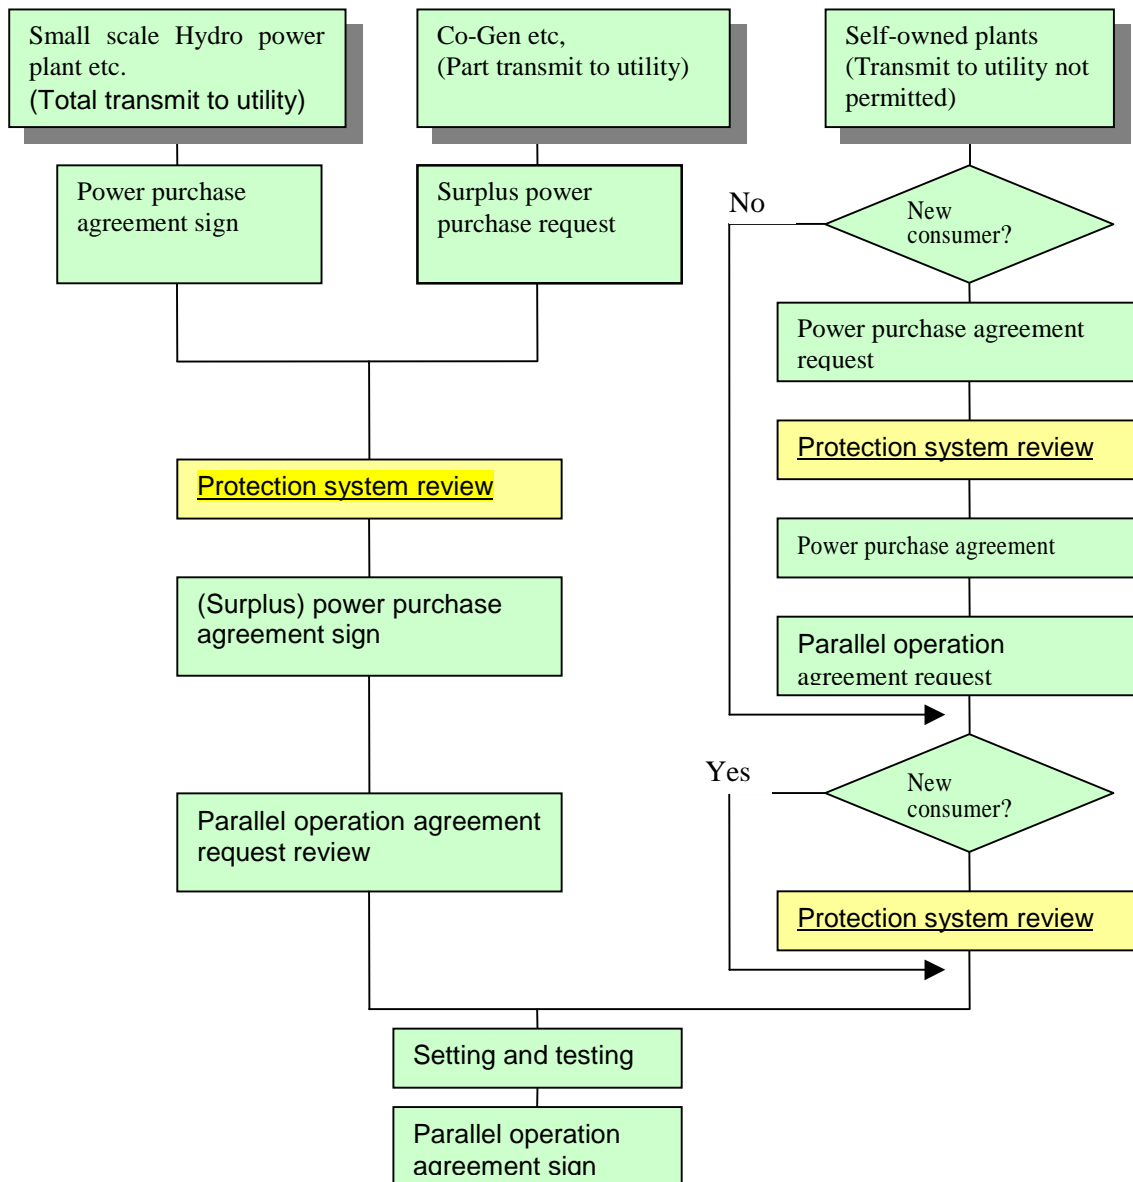 Small scale Hydro power
plant etc.
(Total transmit to utility)
Co-Gen etc,
(Part transmit to utility)
Self-owned plants
(Transmit to utility not
permitted)
Power purchase
agreement sign
Surplus power
purchase request
No
New
consumer?
Power purchase agreement
request
Protection system review
Protection system review
Power purchase agreement
(Surplus) power purchase
agreement sign
Parallel operation
agreement request
Yes
New
consumer?
Parallel operation agreement
request review
Protection system review
Setting and testing
Parallel operation
agreement sign